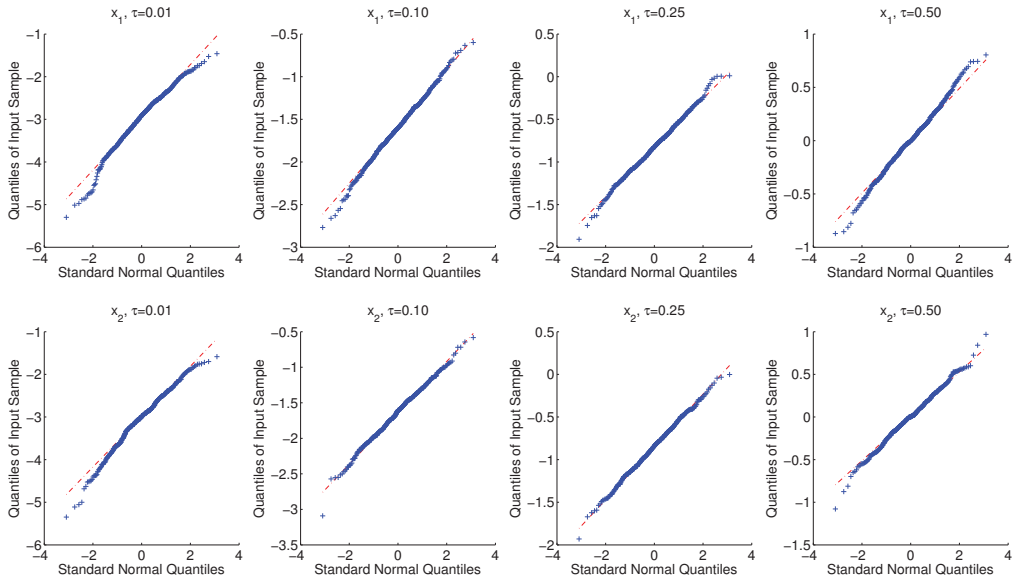 x₁, τ=0.01
−1
−2
−3
−4
−5
−6
Quantiles of Input Sample
−4 −2 0 2 4
Standard Normal Quantiles
x₁, τ=0.10
−0.5
−1
−1.5
−2
−2.5
−3
Quantiles of Input Sample
−4 −2 0 2 4
Standard Normal Quantiles
x₁, τ=0.25
0.5
0
−0.5
−1
−1.5
−2
Quantiles of Input Sample
−4 −2 0 2 4
Standard Normal Quantiles
x₁, τ=0.50
1
0.5
0
−0.5
−1
Quantiles of Input Sample
−4 −2 0 2 4
Standard Normal Quantiles
x₂, τ=0.01
−1
−2
−3
−4
−5
−6
Quantiles of Input Sample
−4 −2 0 2 4
Standard Normal Quantiles
x₂, τ=0.10
−0.5
−1
−1.5
−2
−2.5
−3
−3.5
Quantiles of Input Sample
−4 −2 0 2 4
Standard Normal Quantiles
x₂, τ=0.25
0.5
0
−0.5
−1
−1.5
−2
Quantiles of Input Sample
−4 −2 0 2 4
Standard Normal Quantiles
x₂, τ=0.50
1
0.5
0
−0.5
−1
−1.5
Quantiles of Input Sample
−4 −2 0 2 4
Standard Normal Quantiles